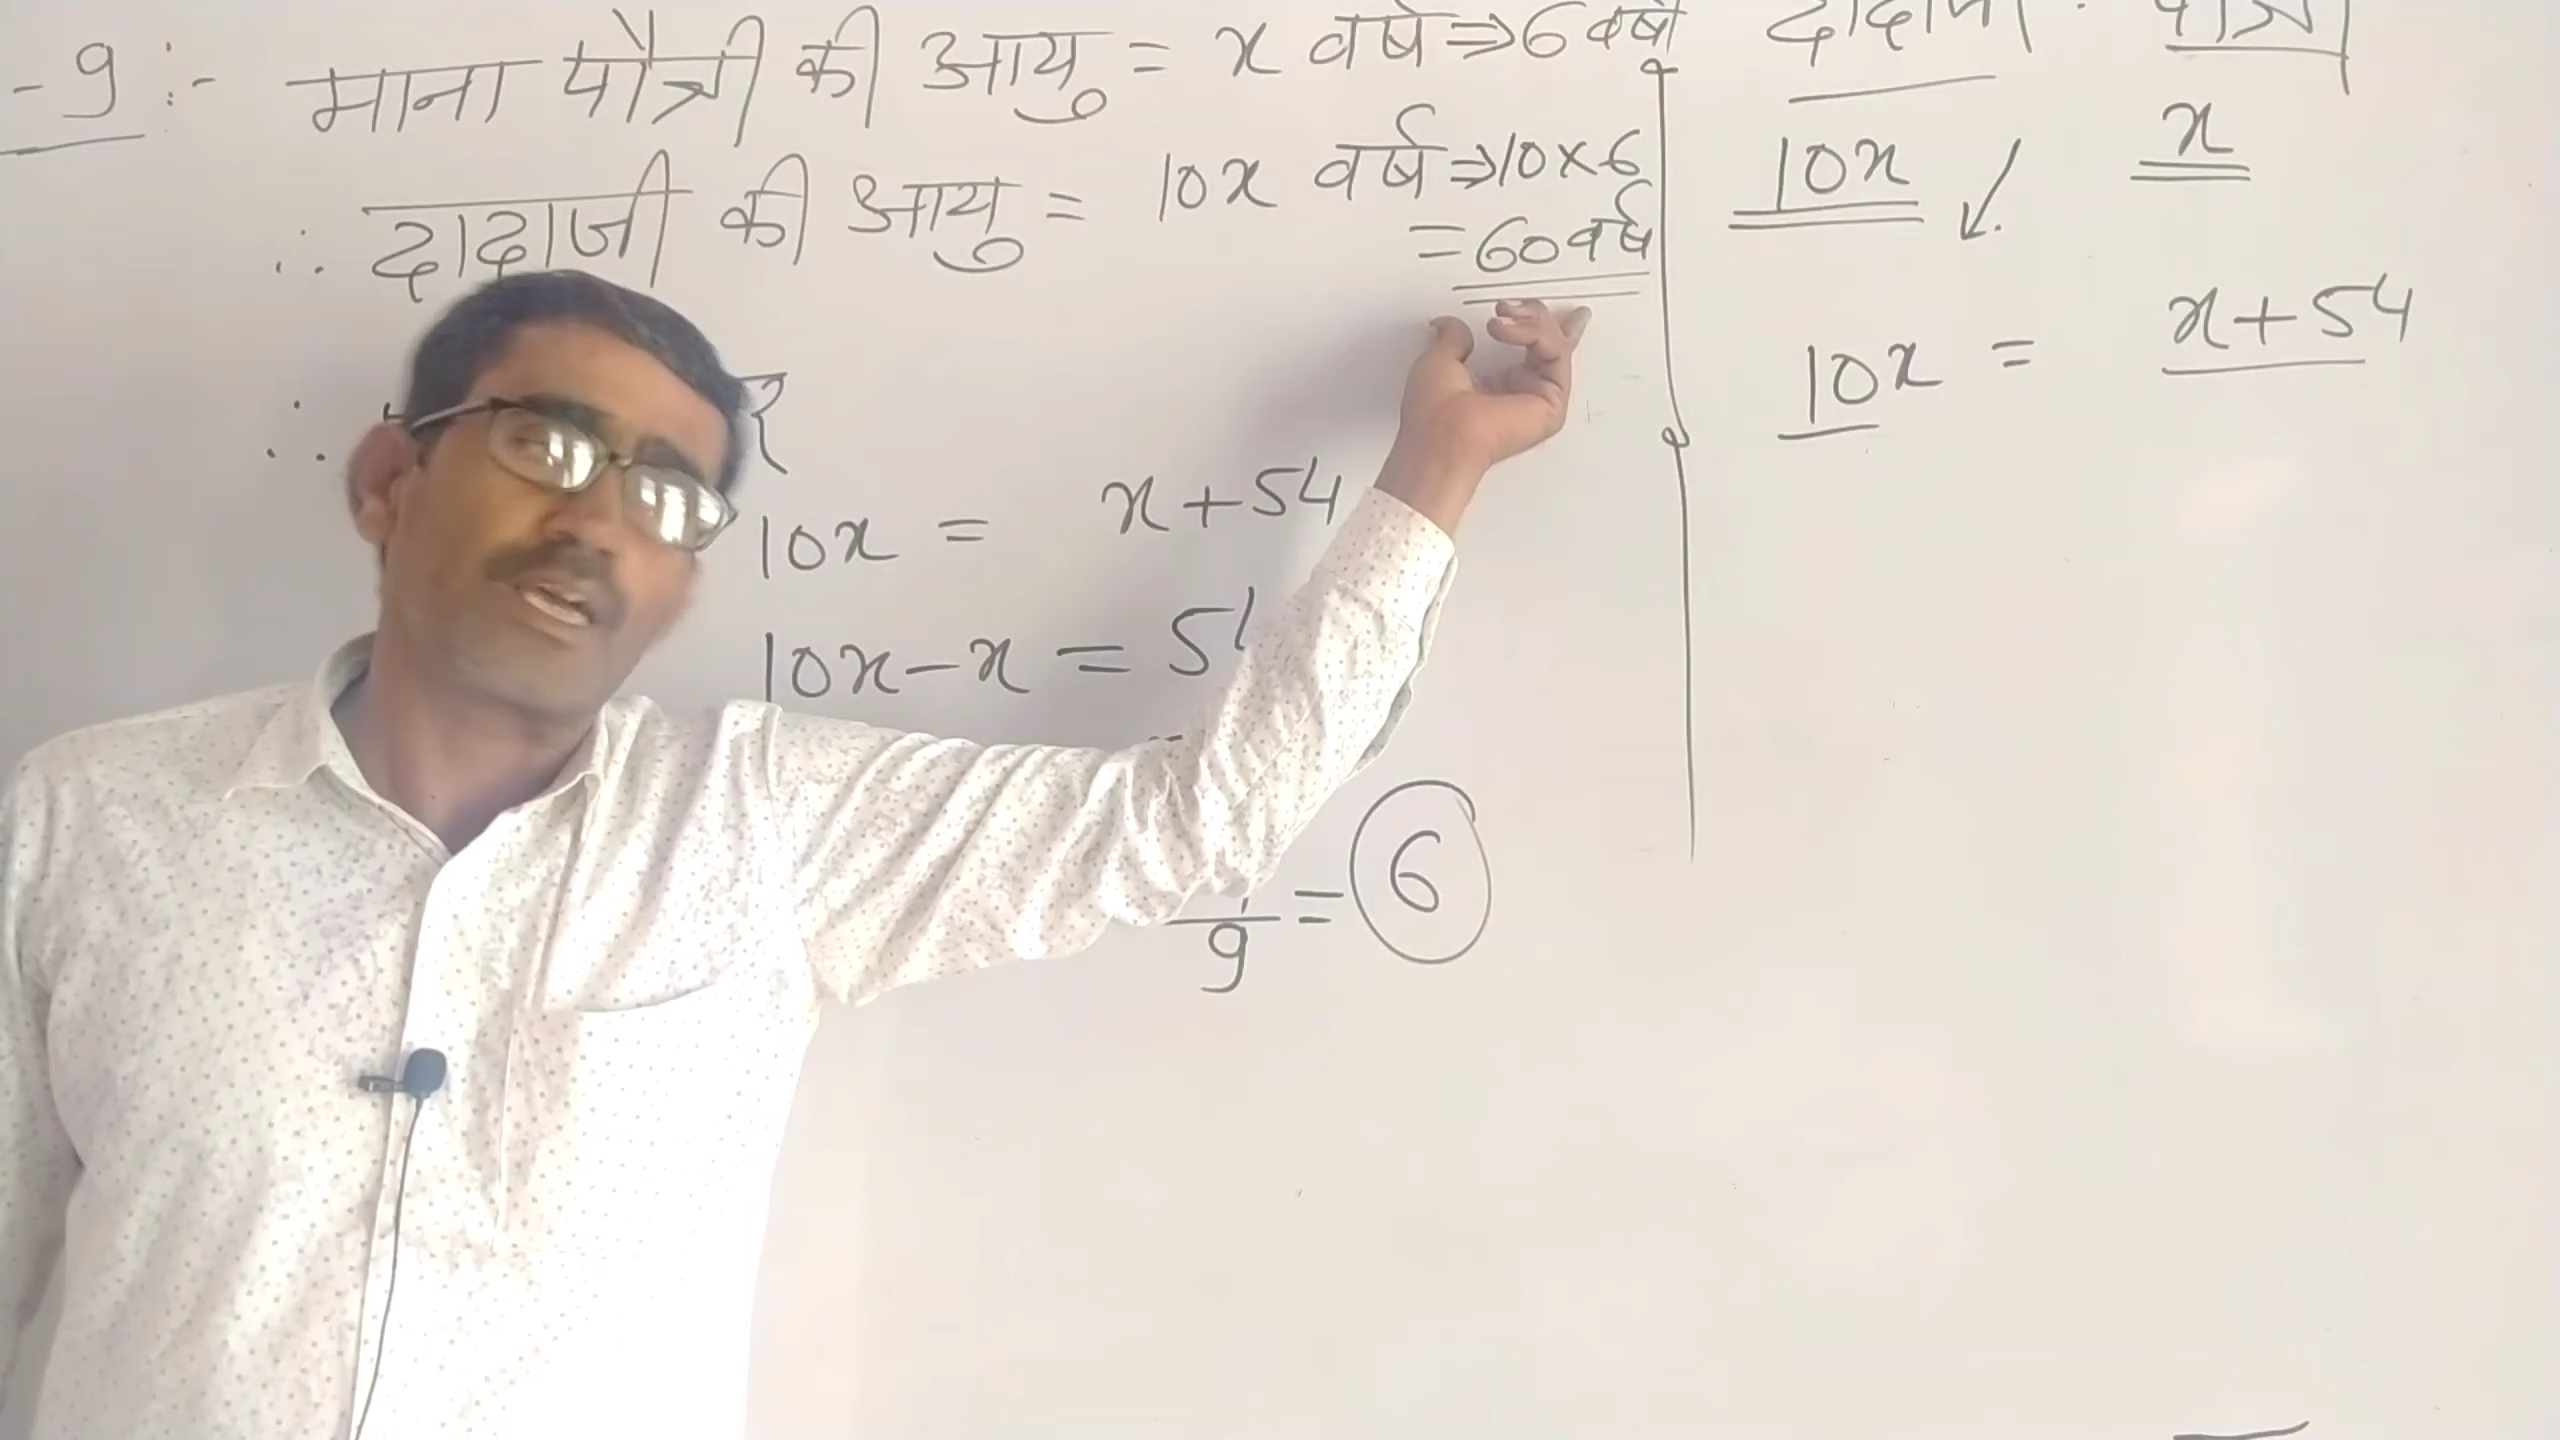 -9 :- माना पौत्री की आयु = x वर्ष ⇒ 6 वर्ष
∴ दादाजी की आयु = 10x वर्ष ⇒ 10×6
= 60 वर्ष
∴
10x = x+54
10x-x = 54
9 = 6
दादाजी : पौत्री
10x x
10x = x+54